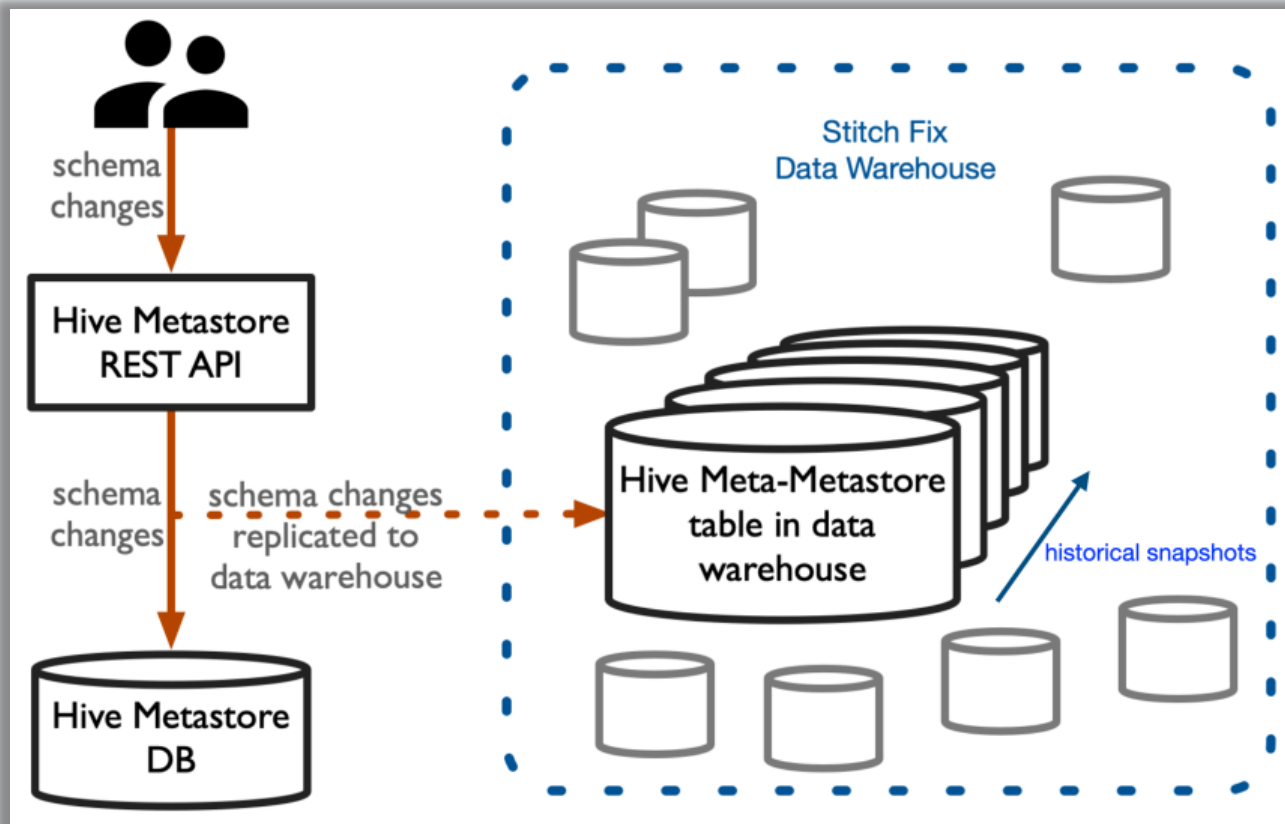 schema
changes
Hive Metastore
REST API
schema
changes
schema changes
replicated to
data warehouse
Hive Metastore
DB
Stitch Fix
Data Warehouse
Hive Meta-Metastore
table in data
warehouse
historical snapshots